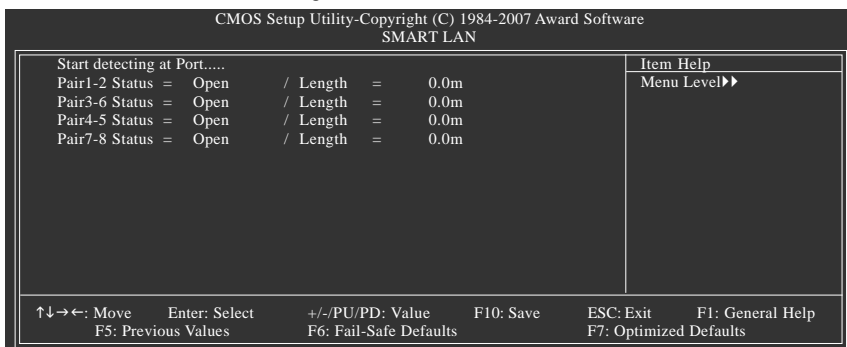 CMOS Setup Utility-Copyright (C) 1984-2007 Award Software
SMART LAN
Start detecting at Port.....
Pair1-2 Status = Open / Length = 0.0m
Pair3-6 Status = Open / Length = 0.0m
Pair4-5 Status = Open / Length = 0.0m
Pair7-8 Status = Open / Length = 0.0m
Item Help
Menu Level▶▶
↑↓→←: Move Enter: Select +/-/PU/PD: Value F10: Save ESC: Exit F1: General Help
F5: Previous Values F6: Fail-Safe Defaults F7: Optimized Defaults